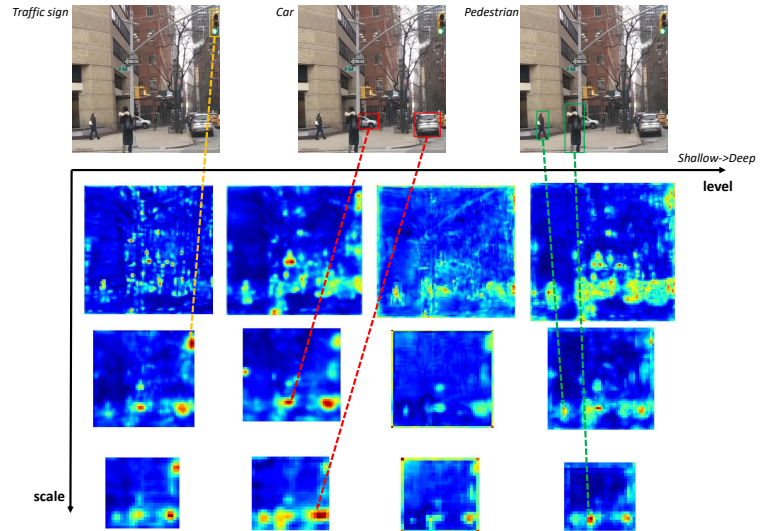 Traffic sign
Car
Pedestrian
Shallow->Deep
level
scale